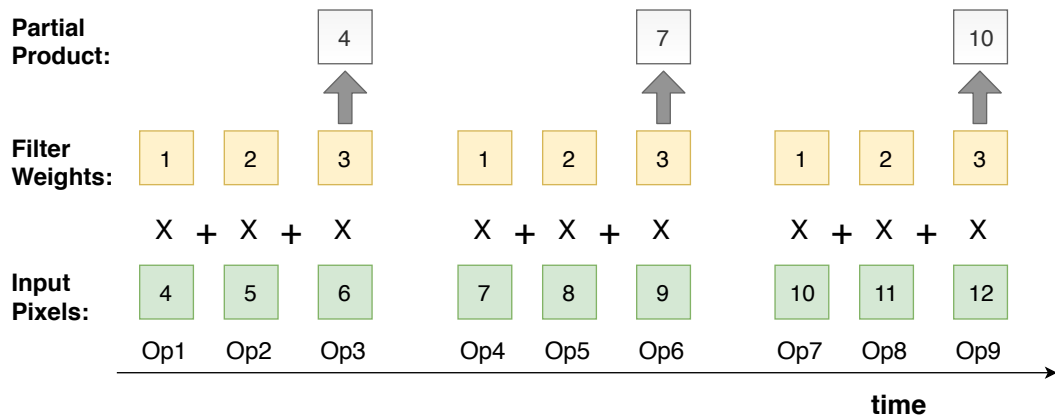 Partial
Product:
4 7 10
Filter
Weights:
1 2 3 1 2 3 1 2 3
X + X + X X + X + X X + X + X
Input
Pixels:
4 5 6 7 8 9 10 11 12
Op1 Op2 Op3 Op4 Op5 Op6 Op7 Op8 Op9
time